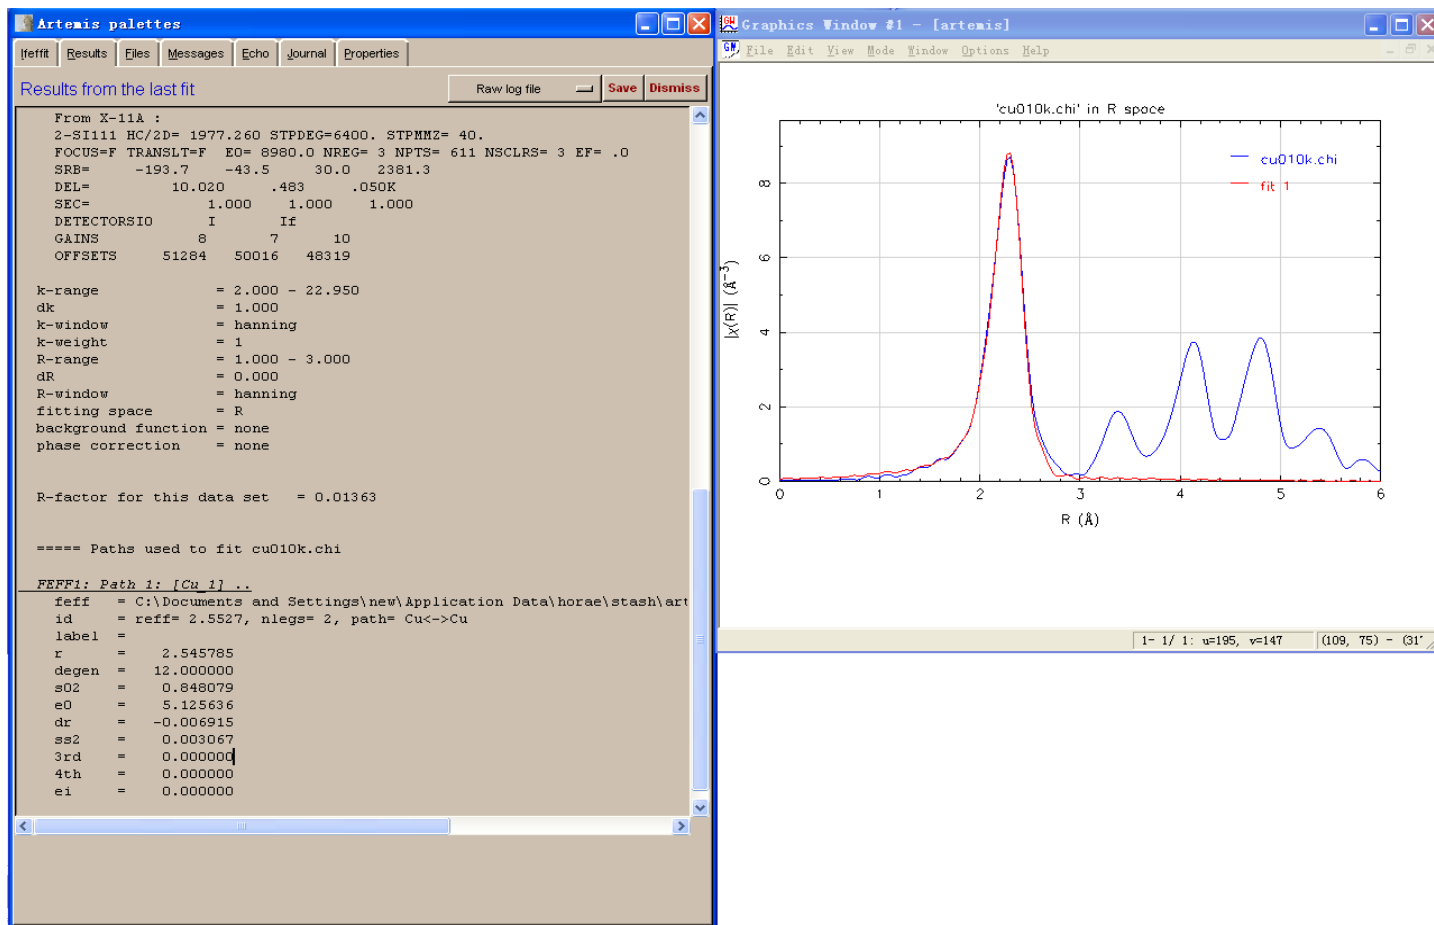 Artemis palettes
Ifeffit Results Files Messages Echo Journal Properties
Results from the last fit
Raw log file Save Dismiss
From X-11A :
2-SI111 HC/2D= 1977.260 STPDEG=6400. STPMMZ= 40.
FOCUS=F TRANSLT=F E0= 8980.0 NREG= 3 NPTS= 611 NSCLRS= 3 EF= .0
SRB= -193.7 -43.5 30.0 2381.3
DEL= 10.020 .483 .050K
SEC= 1.000 1.000 1.000
DETECTORSIO I If
GAINS 8 7 10
OFFSETS 51284 50016 48319
k-range = 2.000 - 22.950
dk = 1.000
k-window = hanning
k-weight = 1
R-range = 1.000 - 3.000
dR = 0.000
R-window = hanning
fitting space = R
background function = none
phase correction = none
R-factor for this data set = 0.01363
===== Paths used to fit cu010k.chi
FEFF1: Path 1: [Cu_1] ..
feff = C:\Documents and Settings\new\Application Data\horae\stash\art
id = reff= 2.5527, nlegs= 2, path= Cu<->Cu
label =
r = 2.545785
degen = 12.000000
s02 = 0.848079
e0 = 5.125636
dr = -0.006915
ss2 = 0.003067
3rd = 0.000000
4th = 0.000000
ei = 0.000000
Graphics Window #1 - [artemis]
File Edit View Mode Window Options Help
'cu010k.chi' in R space
cu010k.chi
fit 1
|χ(R)| (Å⁻³)
8
6
4
2
0
0 1 2 3 4 5 6
R (Å)
1- 1/ 1: u=195, v=147 (109, 75) - (31